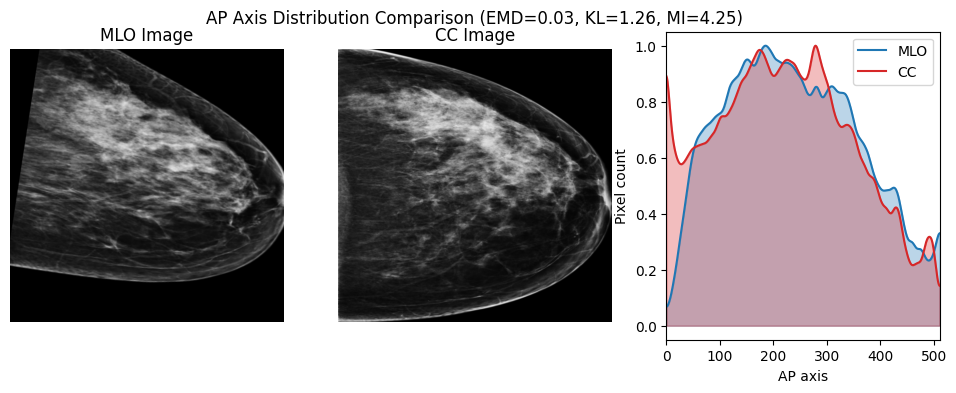 AP Axis Distribution Comparison (EMD=0.03, KL=1.26, MI=4.25)
MLO Image
CC Image
MLO
CC
1.0
0.8
0.6
0.4
0.2
0.0
Pixel count
0 100 200 300 400 500
AP axis